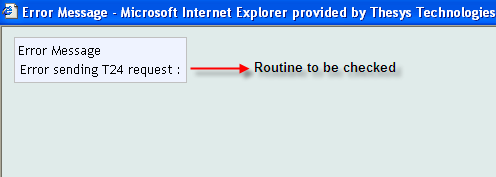 Error Message - Microsoft Internet Explorer provided by Thesys Technologies
Error Message
Error sending T24 request :
Routine to be checked